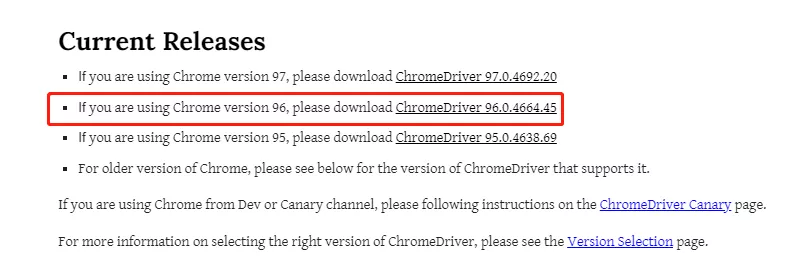 Current Releases
If you are using Chrome version 97, please download ChromeDriver 97.0.4692.20
If you are using Chrome version 96, please download ChromeDriver 96.0.4664.45
If you are using Chrome version 95, please download ChromeDriver 95.0.4638.69
For older version of Chrome, please see below for the version of ChromeDriver that supports it.
If you are using Chrome from Dev or Canary channel, please following instructions on the ChromeDriver Canary page.
For more information on selecting the right version of ChromeDriver, please see the Version Selection page.